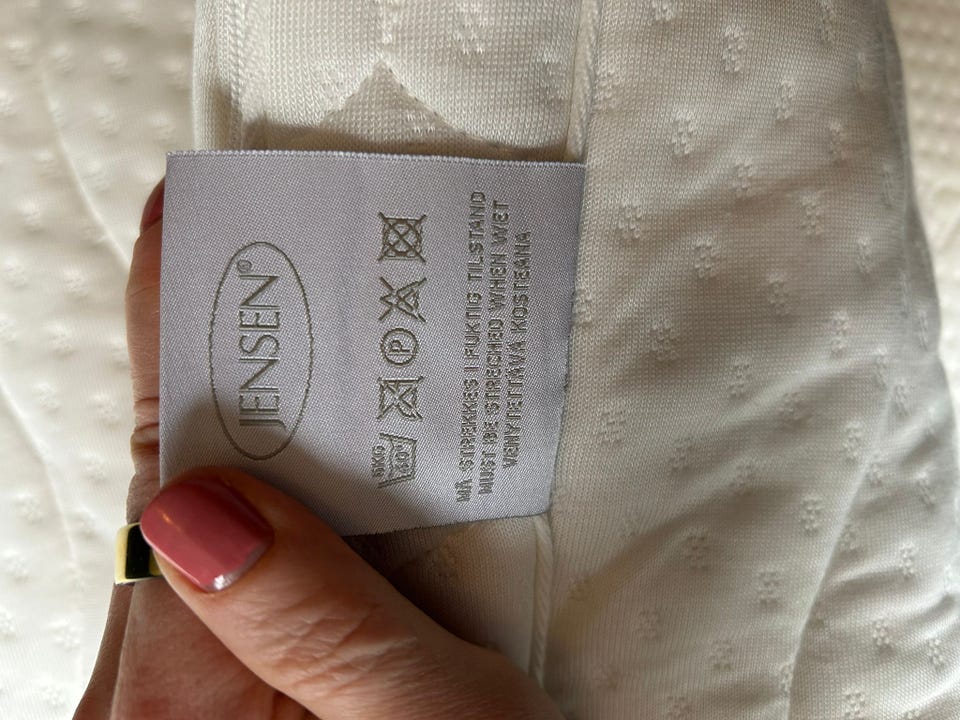 JENSEN®
60° P
MÅ STREKKES I FUKTIG TILSTAND
MUST BE STRECHED WHEN WET
VENYTETTÄVÄ KOSTEANA